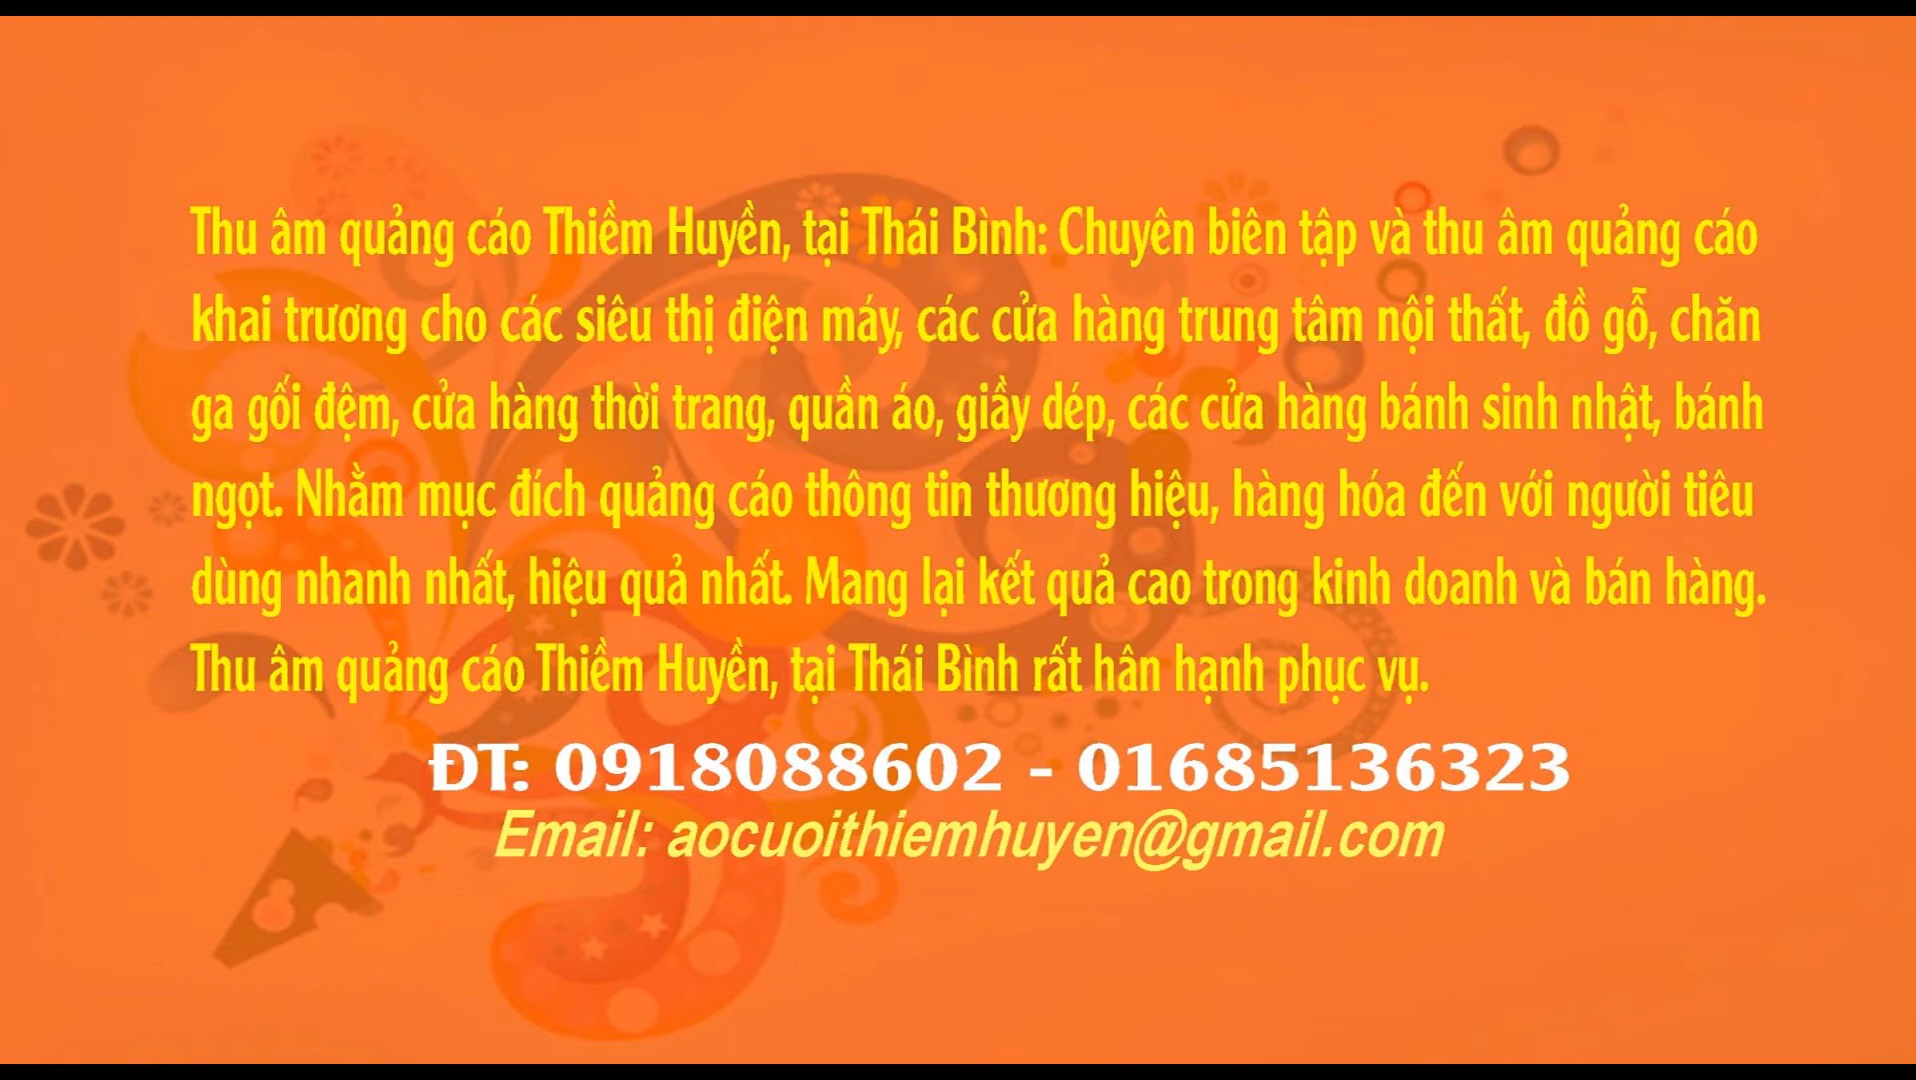 Thu âm quảng cáo Thiềm Huyền, tại Thái Bình: Chuyên biên tập và thu âm quảng cáo
khai trương cho các siêu thị điện máy, các cửa hàng trung tâm nội thất, đồ gỗ, chăn
ga gối đệm, cửa hàng thời trang, quần áo, giầy dép, các cửa hàng bánh sinh nhật, bánh
ngọt. Nhằm mục đích quảng cáo thông tin thương hiệu, hàng hóa đến với người tiêu
dùng nhanh nhất, hiệu quả nhất. Mang lại kết quả cao trong kinh doanh và bán hàng.
Thu âm quảng cáo Thiềm Huyền, tại Thái Bình rất hân hạnh phục vụ.
ĐT: 0918088602 - 01685136323
Email: aocuoithiemhuyen@gmail.com